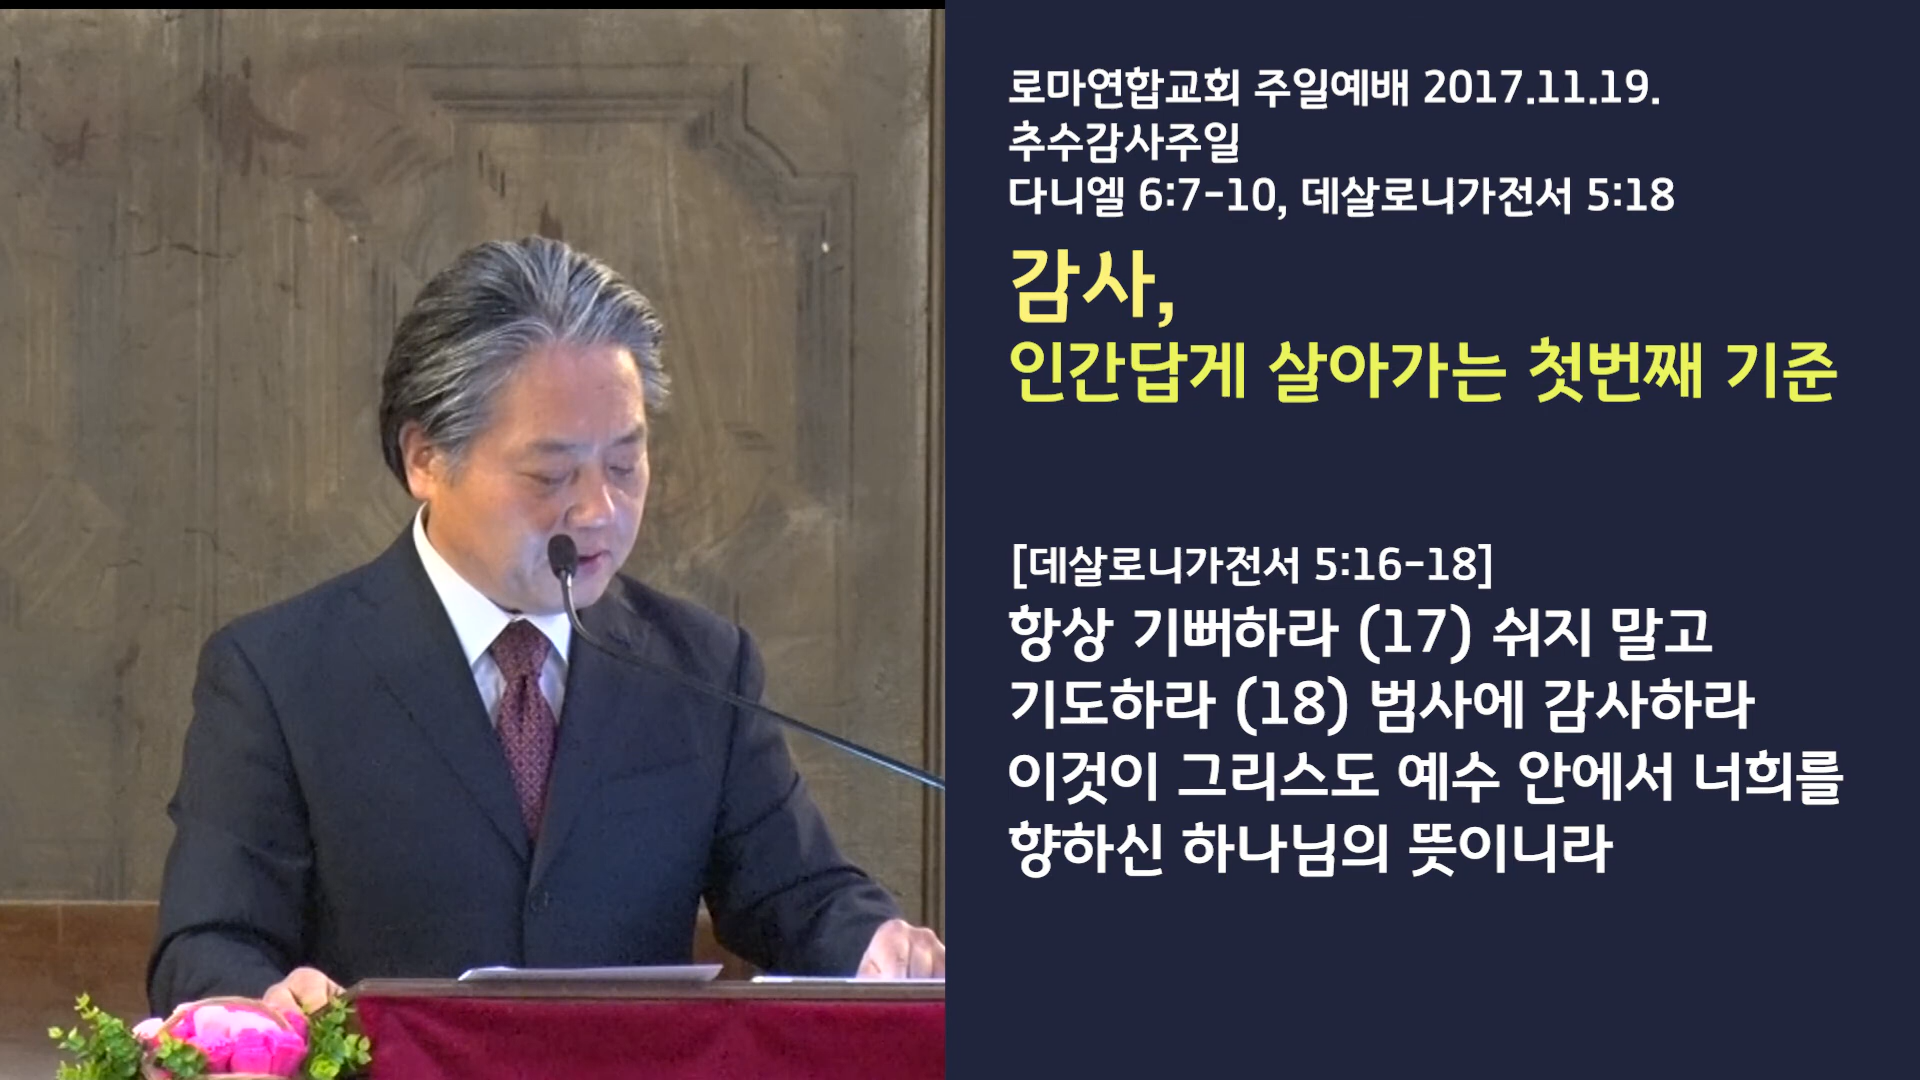 로마연합교회 주일예배 2017.11.19.
추수감사주일
다니엘 6:7-10, 데살로니가전서 5:18
감사,
인간답게 살아가는 첫번째 기준
[데살로니가전서 5:16-18]
항상 기뻐하라 (17) 쉬지 말고
기도하라 (18) 범사에 감사하라
이것이 그리스도 예수 안에서 너희를
향하신 하나님의 뜻이니라